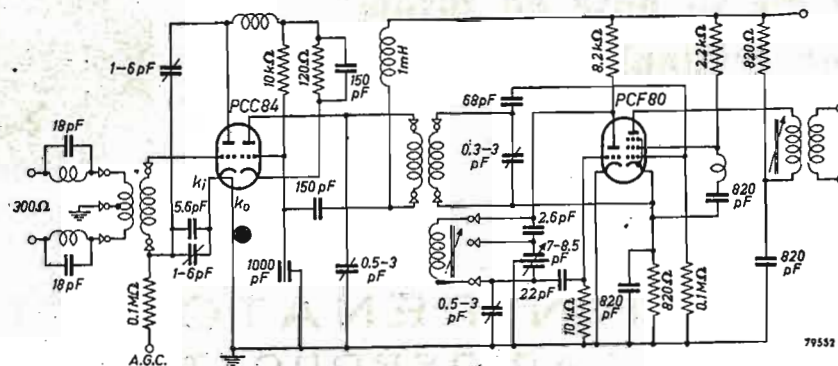 18pF
300Ω
18pF
0.1MΩ
A.G.C.
1-6pF
5.6pF
1-6pF
PCC84
ki
ko
10kΩ
120Ω
150
pF
1mH
150pF
1000
pF
0.5-3
pF
68pF
0.3-3
pF
2.6pF
7-8.5
pF
22pF
0.5-3
pF
10kΩ
8.2kΩ
PCF80
2.2kΩ
820Ω
820
pF
820
pF
820Ω
0.1MΩ
820
pF
79552